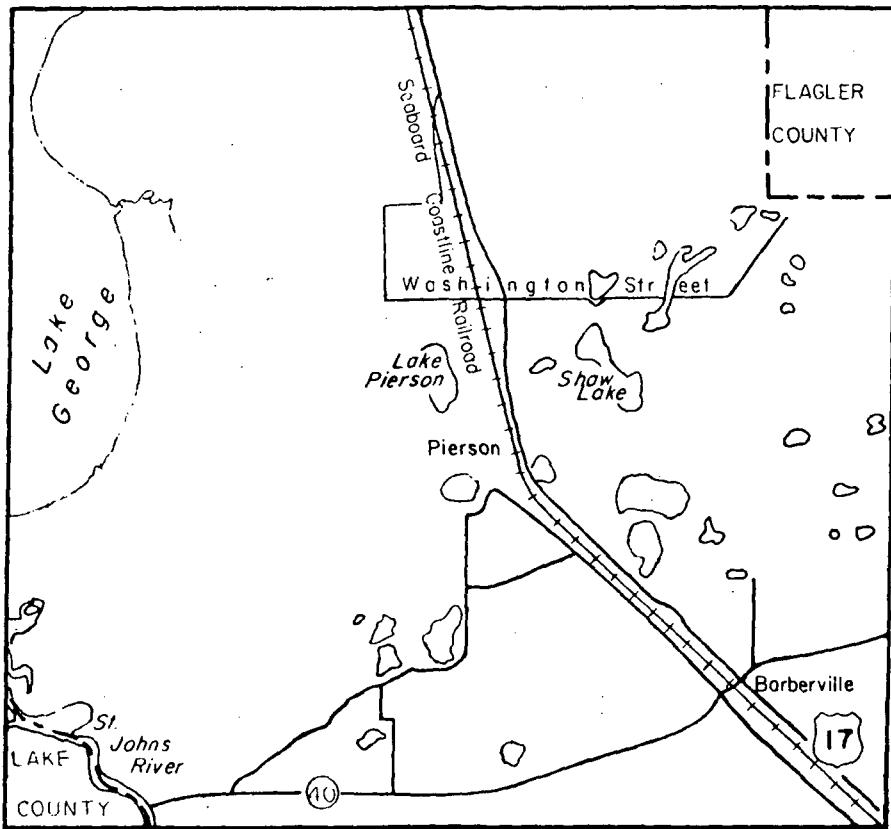 FLAGLER
COUNTY
Seaboard
Coastline
Railroad
Washington Street
Lake
George
Lake
Pierson
Shaw
Lake
Pierson
Barberville
17
St.
Johns
River
LAKE
COUNTY
40